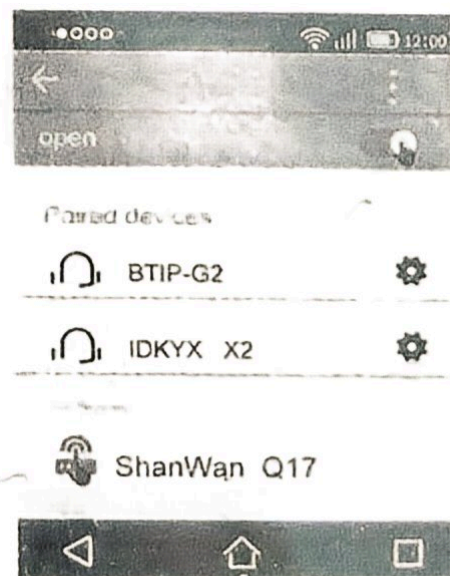 12:00
open
Paired devices
BTIP-G2
IDKYX X2
ShanWan Q17